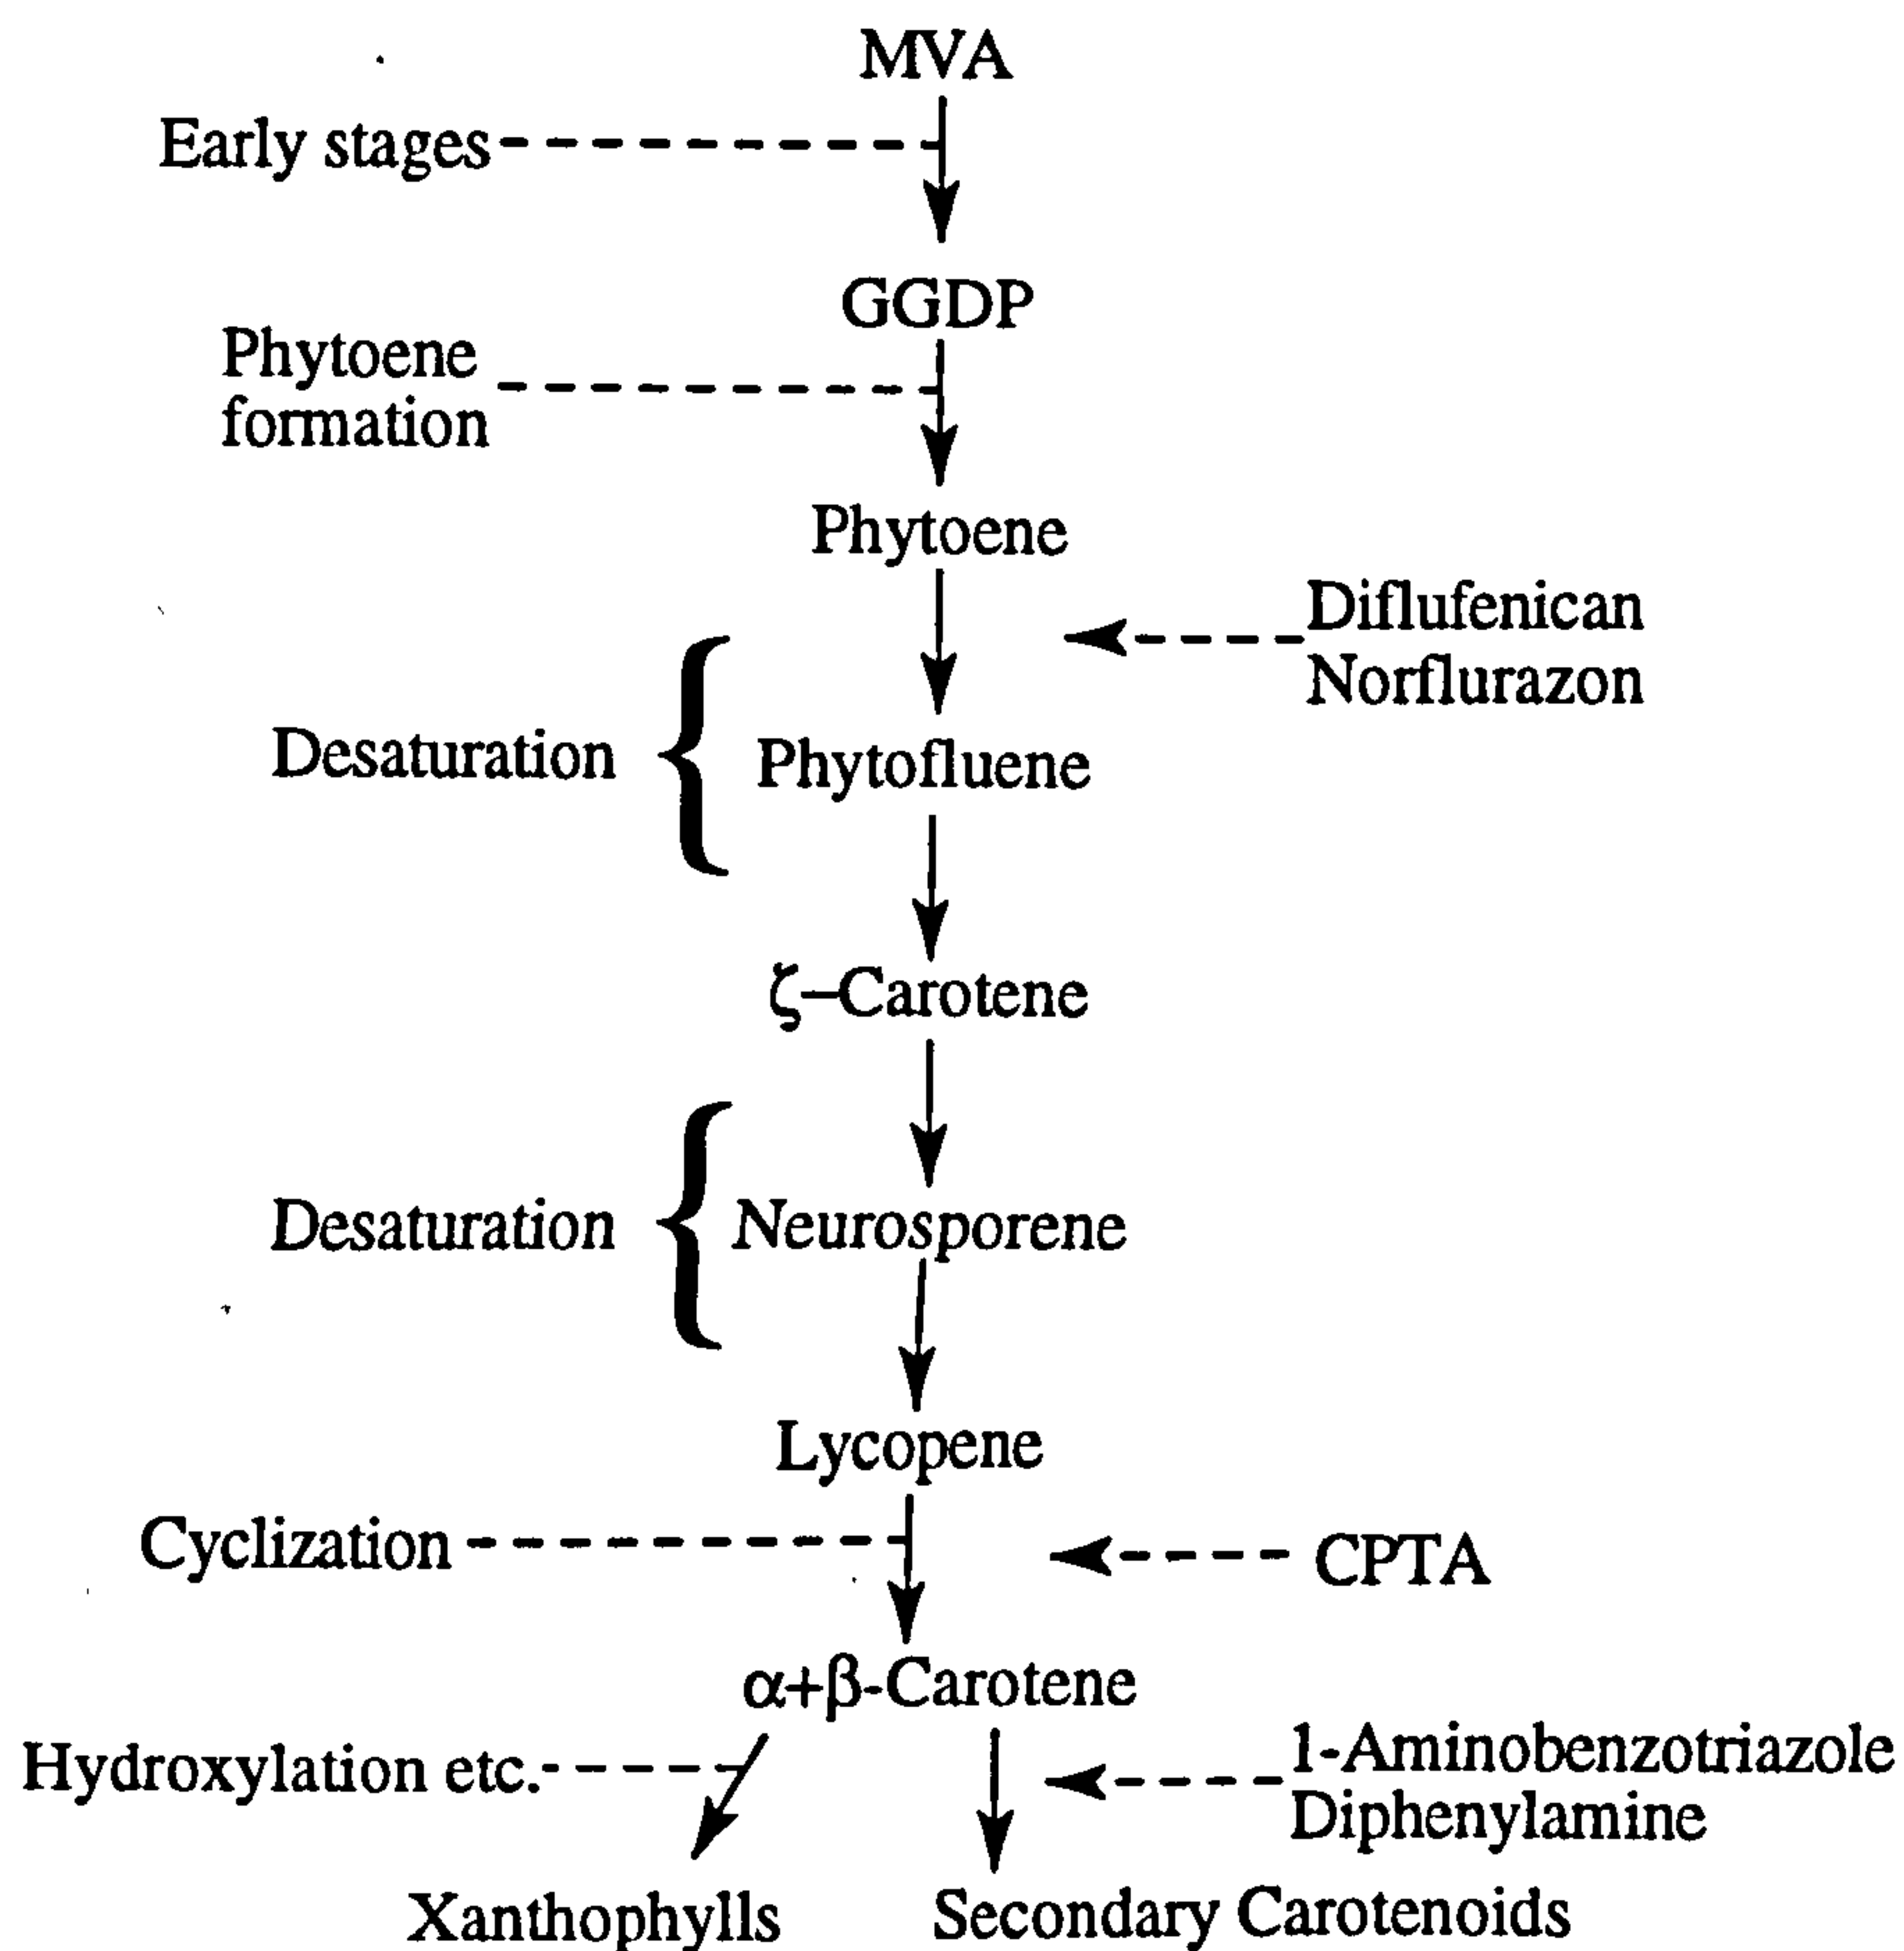 MVA
Early stages
GGDP
Phytoene
formation
Phytoene
Diflufenican
Norflurazon
Desaturation
Phytofluene
ζ-Carotene
Desaturation
Neurosporene
Lycopene
Cyclization
CPTA
α+β-Carotene
Hydroxylation etc.
1-Aminobenzotriazole
Diphenylamine
Xanthophylls
Secondary Carotenoids